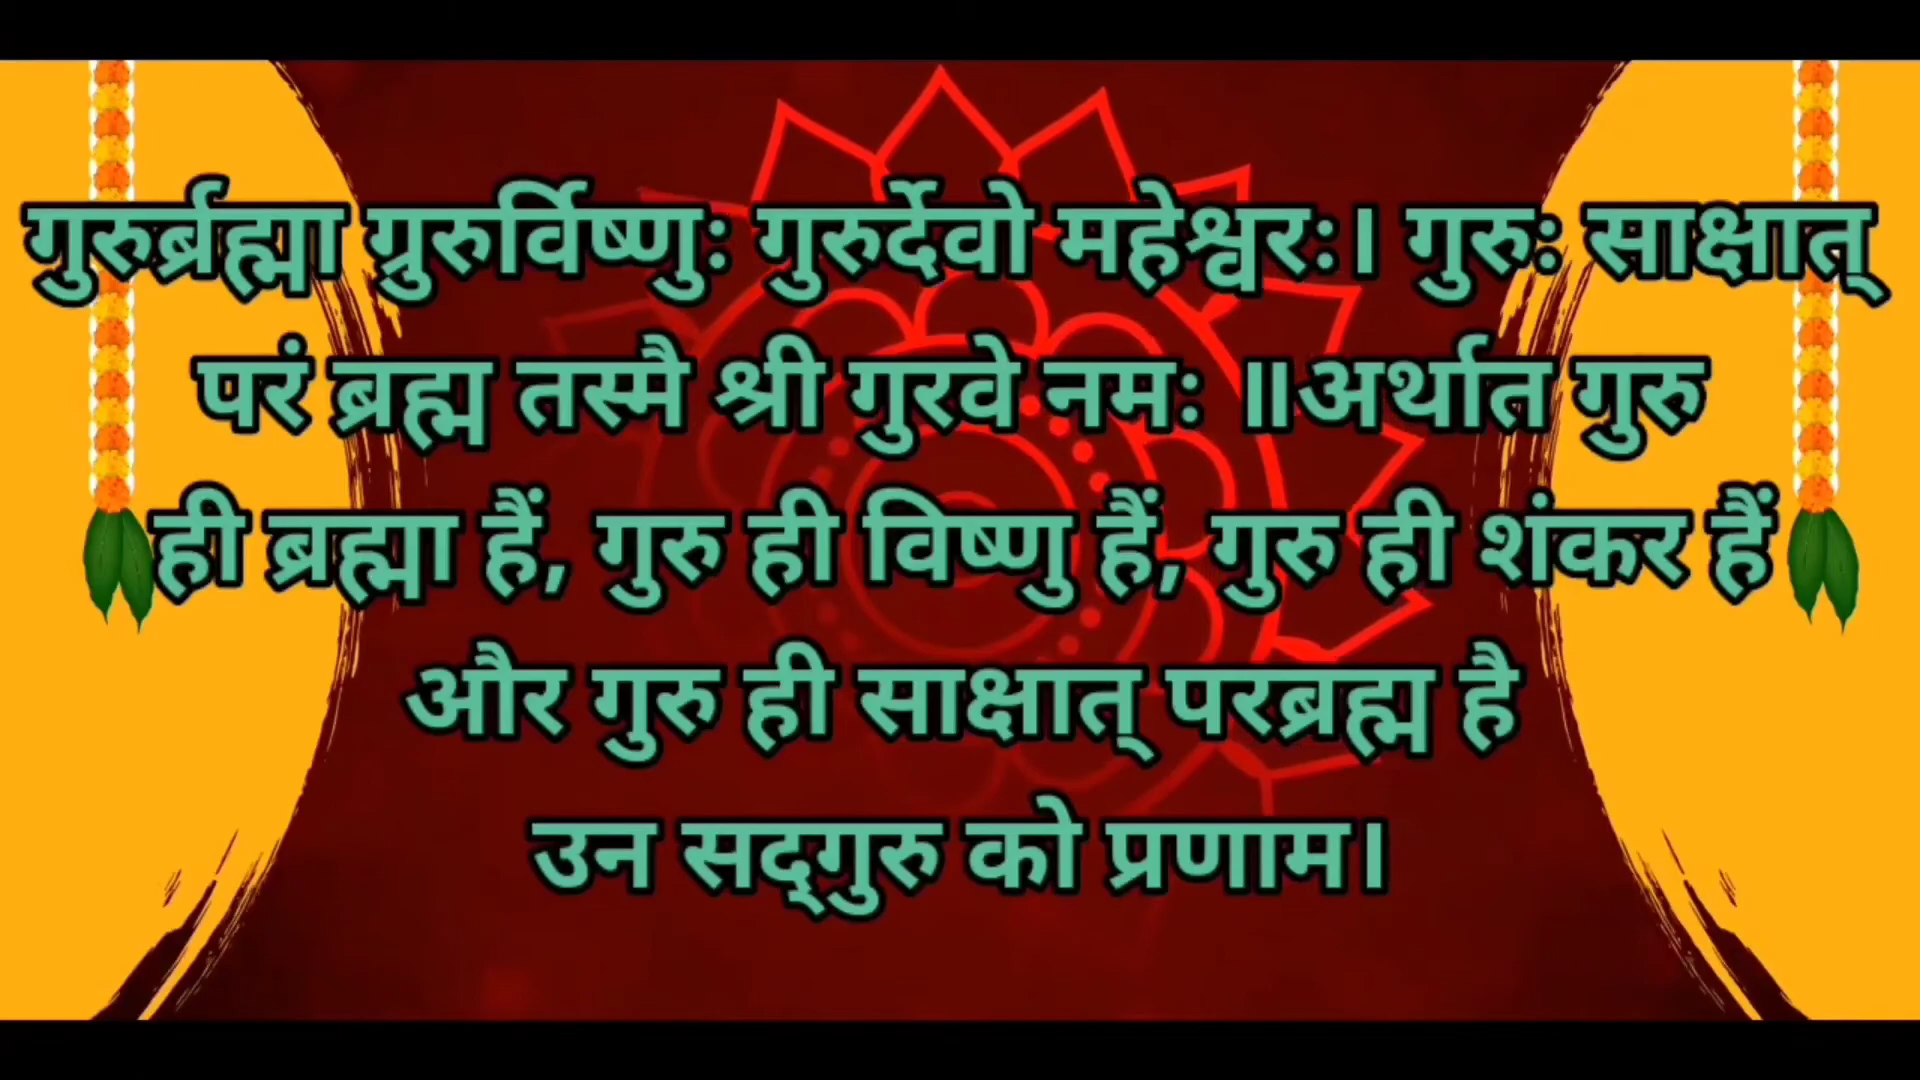 गुरुर्ब्रह्मा ग्रुरुर्विष्णुः गुरुर्देवो महेश्वरः। गुरुः साक्षात्
परं ब्रह्म तस्मै श्री गुरवे नमः ॥अर्थात गुरु
ही ब्रह्मा हैं, गुरु ही विष्णु हैं, गुरु ही शंकर हैं
और गुरु ही साक्षात् परब्रह्म है
उन सद्‌गुरु को प्रणाम।